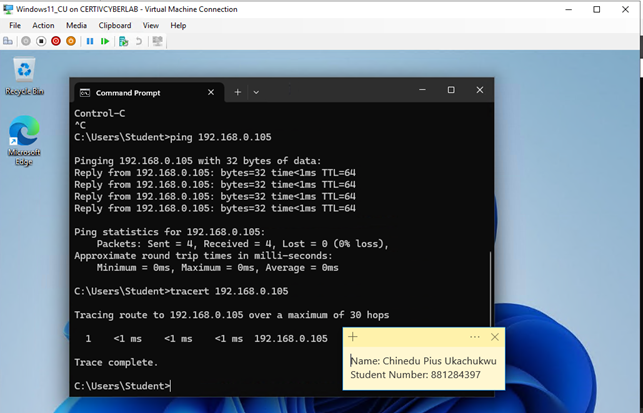 Windows11_CU on CERTIVCYBERLAB - Virtual Machine Connection
File Action Media Clipboard View Help
Recycle Bin
Microsoft
Edge
Command Prompt
Control-C
^C
C:\Users\Student>ping 192.168.0.105
Pinging 192.168.0.105 with 32 bytes of data:
Reply from 192.168.0.105: bytes=32 time<1ms TTL=64
Reply from 192.168.0.105: bytes=32 time<1ms TTL=64
Reply from 192.168.0.105: bytes=32 time<1ms TTL=64
Reply from 192.168.0.105: bytes=32 time<1ms TTL=64
Ping statistics for 192.168.0.105:
Packets: Sent = 4, Received = 4, Lost = 0 (0% loss),
Approximate round trip times in milli-seconds:
Minimum = 0ms, Maximum = 0ms, Average = 0ms
C:\Users\Student>tracert 192.168.0.105
Tracing route to 192.168.0.105 over a maximum of 30 hops
1 <1 ms <1 ms <1 ms 192.168.0.105
Trace complete.
C:\Users\Student>
Name: Chinedu Pius Ukachukwu
Student Number: 881284397